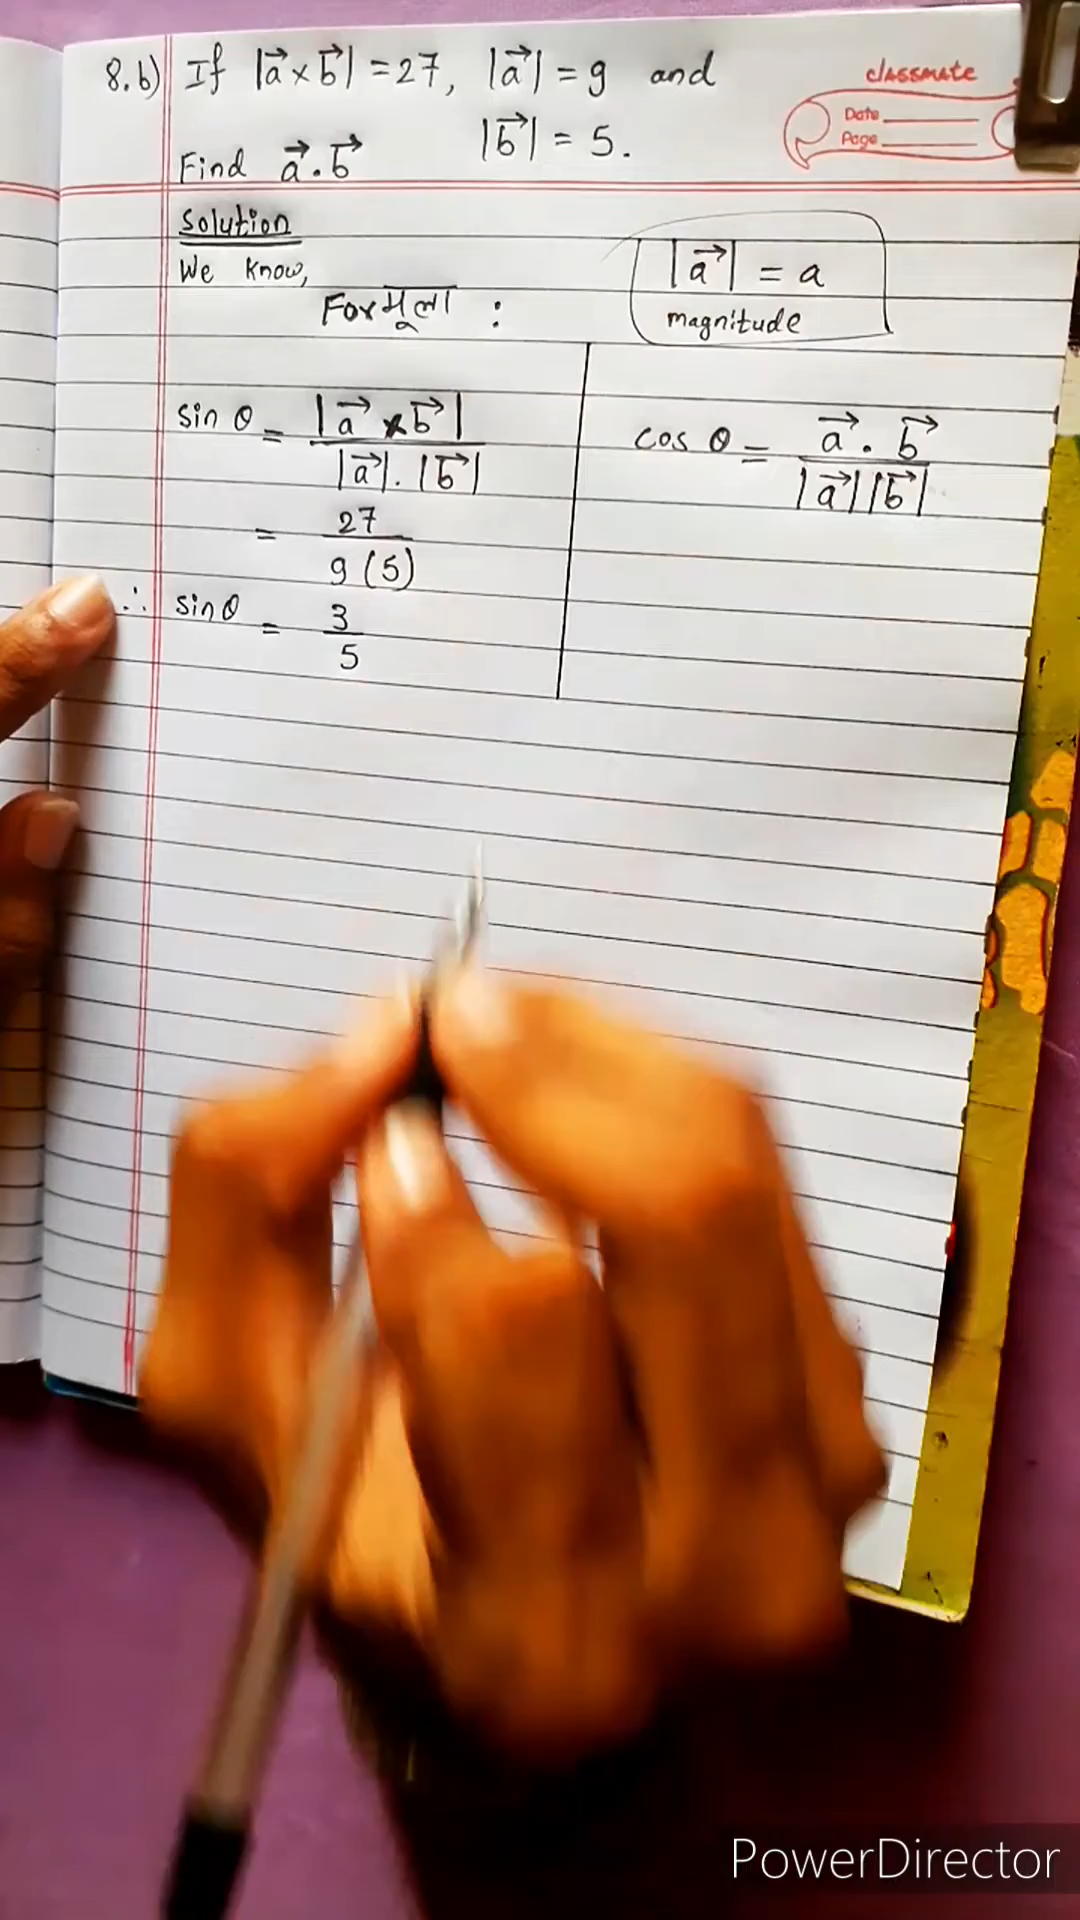 8.b) If |a⃗ × b⃗| = 27, |a⃗| = 9 and
|b⃗| = 5.
Find a⃗ . b⃗
classmate
Date
Page
Solution
We know,
Forमूला :
|a⃗| = a
magnitude
sin θ = |a⃗ × b⃗| / |a⃗| . |b⃗|
= 27 / 9 (5)
∴ sin θ = 3 / 5
cos θ = a⃗ . b⃗ / |a⃗| |b⃗|
PowerDirector